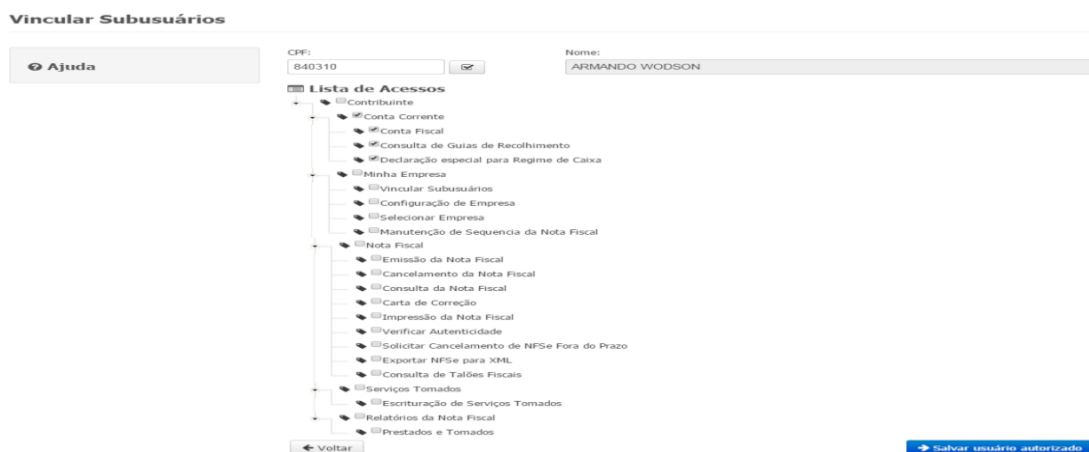 Vincular Subusuários
Ajuda
CPF:
Nome:
840310
ARMANDO WODSON
Lista de Acessos
Contribuinte
Conta Corrente
Conta Fiscal
Consulta de Guias de Recolhimento
Declaração especial para Regime de Caixa
Minha Empresa
Vincular Subusuários
Configuração de Empresa
Selecionar Empresa
Manutenção de Sequencia da Nota Fiscal
Nota Fiscal
Emissão da Nota Fiscal
Cancelamento da Nota Fiscal
Consulta da Nota Fiscal
Carta de Correção
Impressão da Nota Fiscal
Verificar Autenticidade
Solicitar Cancelamento de NFSe Fora do Prazo
Exportar NFSe para XML
Consulta de Talões Fiscais
Serviços Tomados
Escrituração de Serviços Tomados
Relatórios da Nota Fiscal
Prestados e Tomados
Voltar
Salvar usuário autorizado